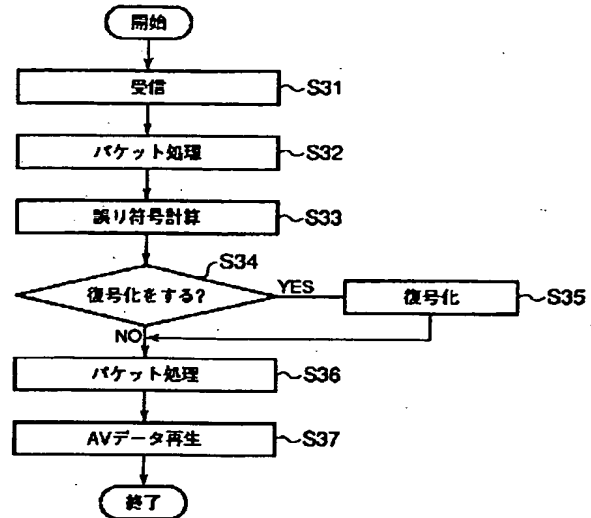 開始
受信
S31
パケット処理
S32
誤り符号計算
S33
S34
復号化をする?
YES
復号化
S35
NO
パケット処理
S36
AVデータ再生
S37
終了